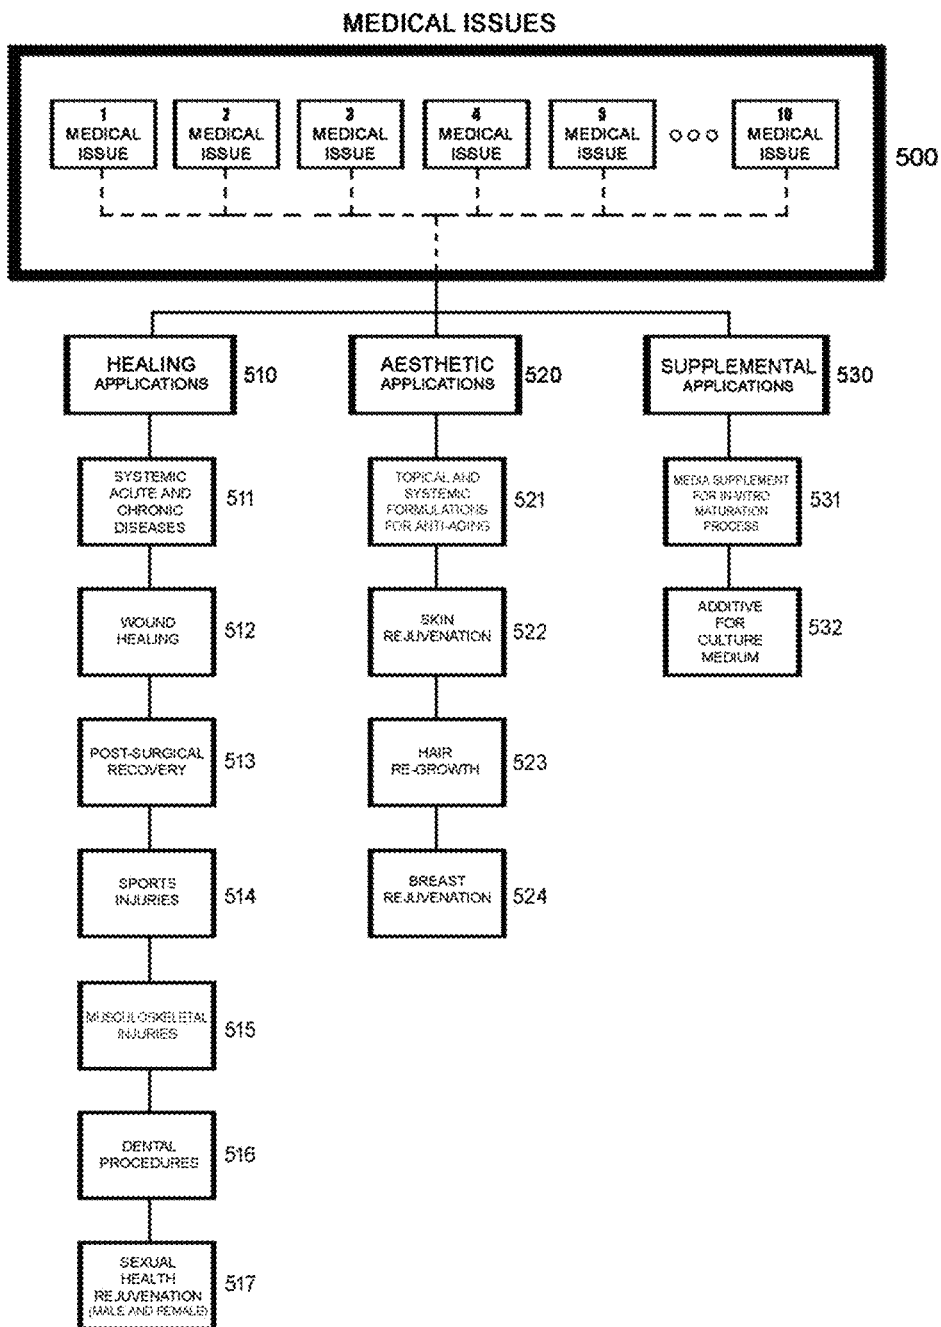 MEDICAL ISSUES
1
MEDICAL
ISSUE
2
MEDICAL
ISSUE
3
MEDICAL
ISSUE
4
MEDICAL
ISSUE
5
MEDICAL
ISSUE
10
MEDICAL
ISSUE
500
HEALING
APPLICATIONS
510
AESTHETIC
APPLICATIONS
520
SUPPLEMENTAL
APPLICATIONS
530
SYSTEMIC
ACUTE AND
CHRONIC
DISEASES
511
TOPICAL AND
SYSTEMIC
FORMULATIONS
FOR ANTI-AGING
521
MEDIA SUPPLEMENT
FOR IN-VITRO
MATURATION
PROCESS
531
WOUND
HEALING
512
SKIN
REJUVENATION
522
ADDITIVE
FOR
CULTURE
MEDIUM
532
POST-SURGICAL
RECOVERY
513
HAIR
RE-GROWTH
523
SPORTS
INJURIES
514
BREAST
REJUVENATION
524
MUSCULOSKELETAL
INJURIES
515
DENTAL
PROCEDURES
516
SEXUAL
HEALTH
REJUVENATION
(MALE AND FEMALE)
517